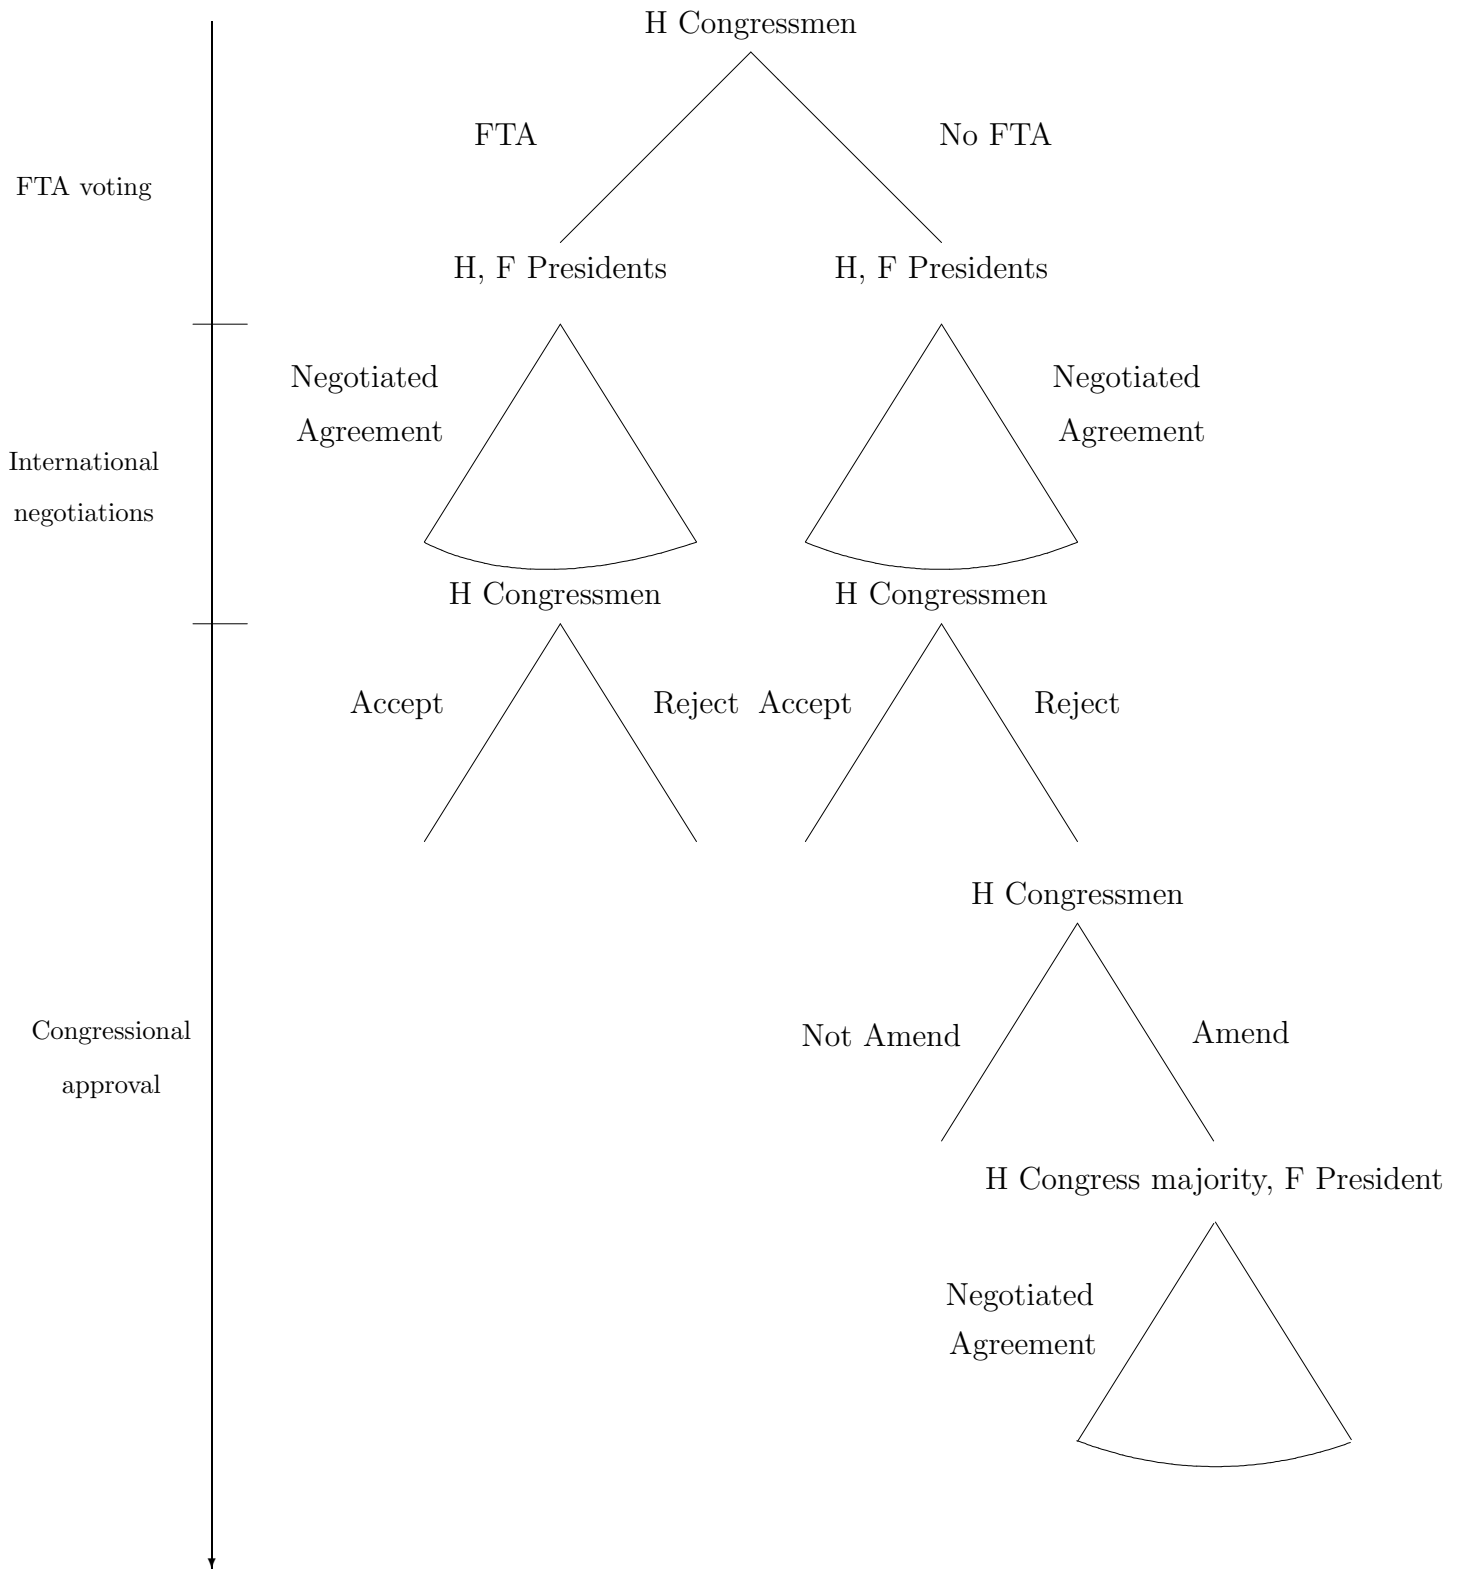 H Congressmen
FTA
No FTA
FTA voting
H, F Presidents
H, F Presidents
Negotiated
Agreement
Negotiated
Agreement
International
negotiations
H Congressmen
H Congressmen
Accept
Reject
Accept
Reject
H Congressmen
Congressional
approval
Not Amend
Amend
H Congress majority, F President
Negotiated
Agreement